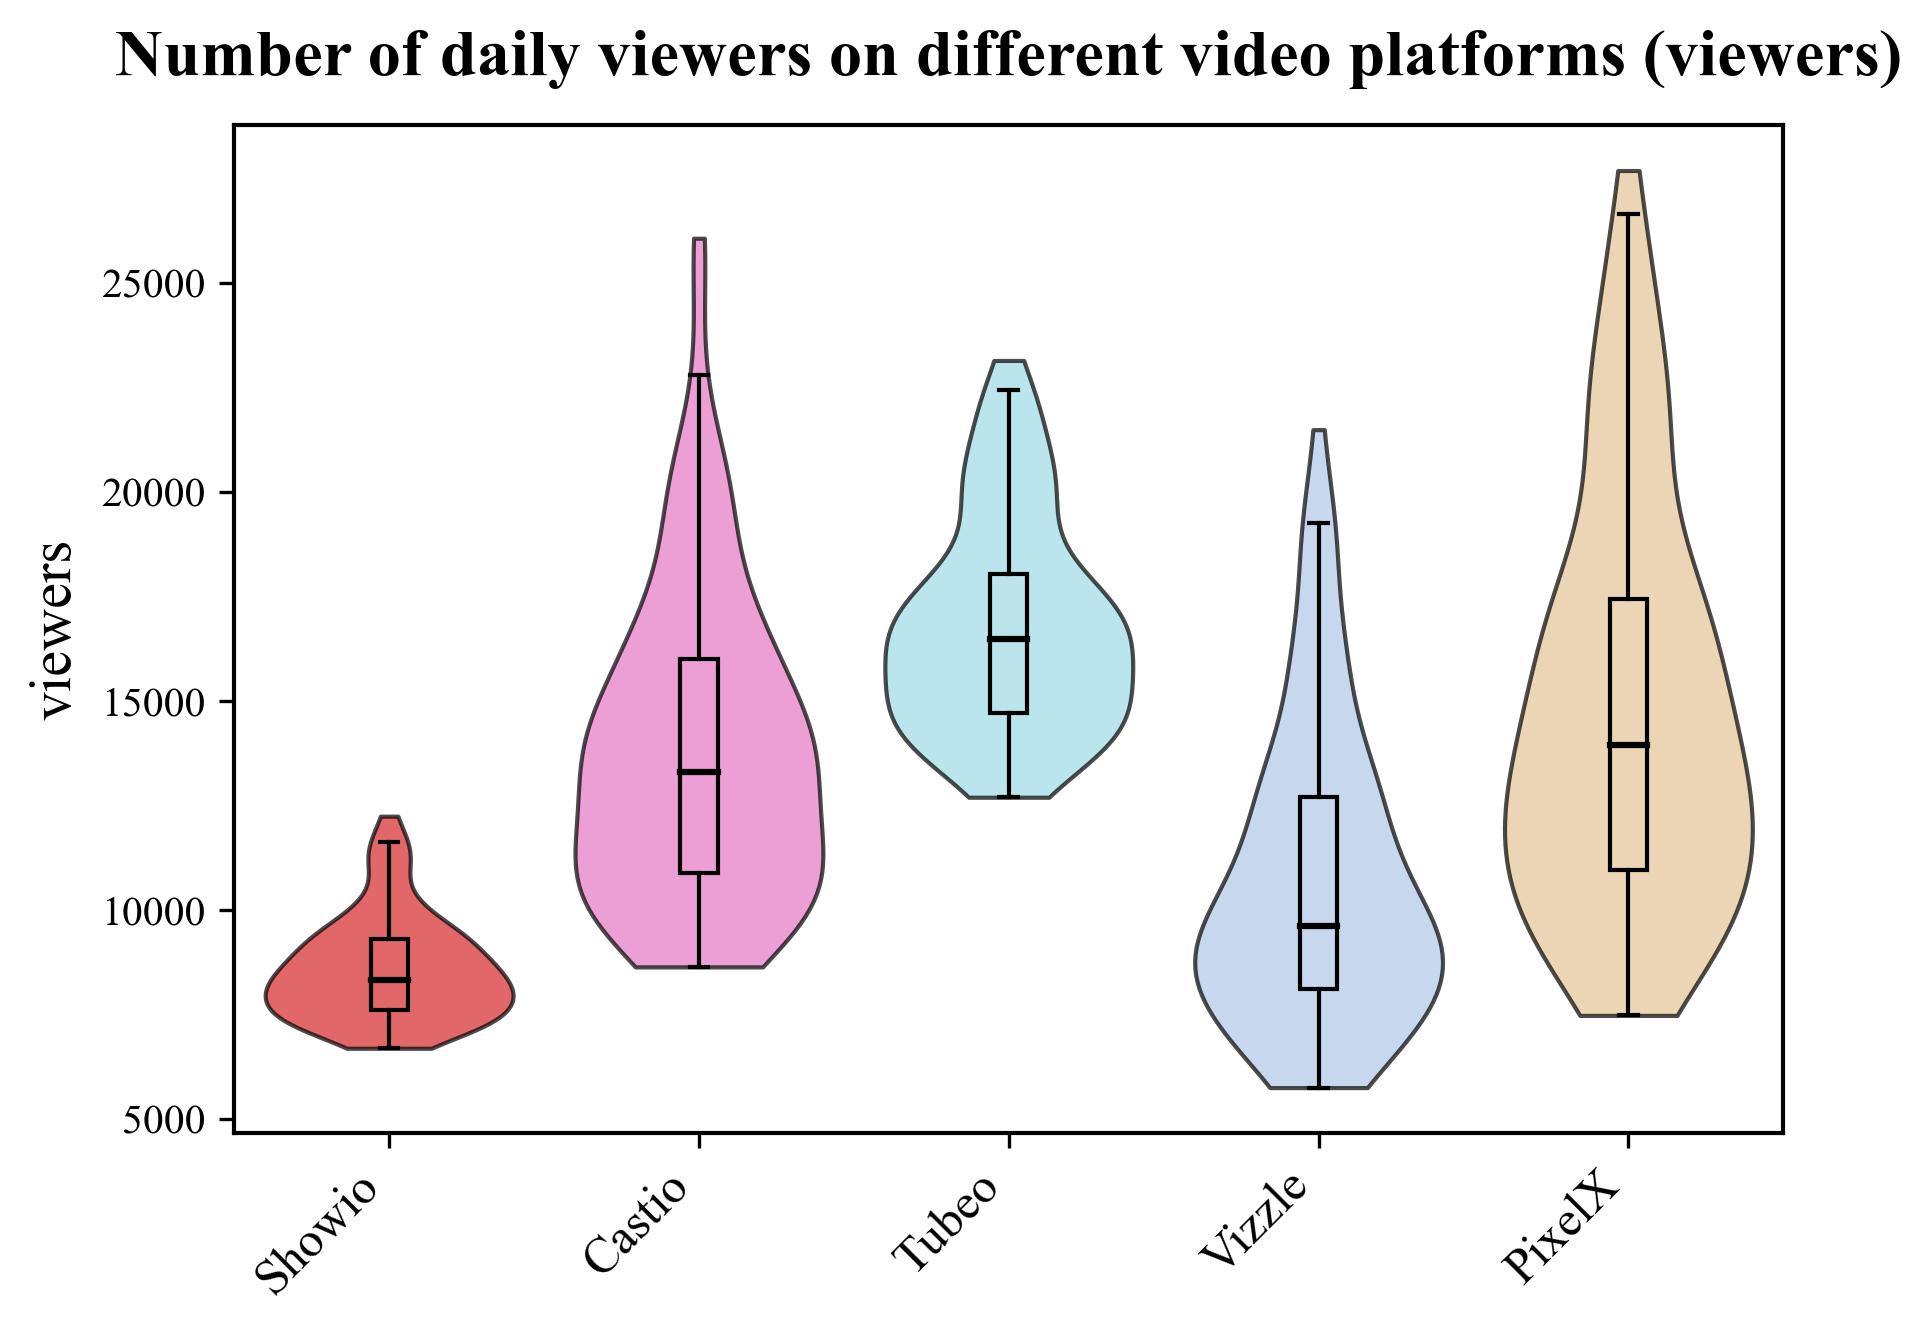 Number of daily viewers on different video platforms (viewers)
25000
20000
15000
10000
5000
viewers
Showio
Castio
Tubeo
Vizzle
PixelX